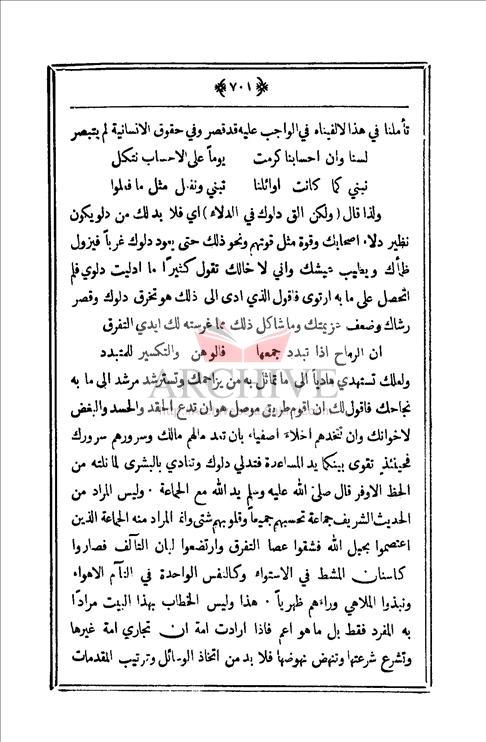 ﴿ ٧٠١ ﴾
تأملنا في هذا لالفيناه في الواجب عليه قد قصر وفي حقوق الانسانية لم يتبصر
لسنا وان احسابنا كرمت يوماً على الاحساب نتكل
نبني كما كانت اوائلنا تبني ونفعل مثل ما فعلوا
ولذا قال (ولكن الق دلوك في الدلاء) اي فلا بد لك من دلو يكون
نظير دلاء اصحابك وقوة مثل قوتهم ونحو ذلك حتى يعود دلوك غرباً فيزول
ظمأك ويطيب عيشك واني لا خالك تقول كثيرًا ما ادليت دلوي فلم
اتحصل على ما به ارتوى فاقول الذي ادى الى ذلك هو تخرق دلوك وقصر
رشاك وضعف عزيمتك وما شاكل ذلك مما غرسته لك ايدي التفرق
ان الرماح اذا تبدد جمعها فالوهن والتكسير للمتبدد
ولعلك تستهدي هادياً الى ما تماثل به من يزاحمك وتسترشد مرشد الى ما به
نجاحك فاقول لك ان اقوم طريق موصل هو ان تدع الحقد والحسد والبغض
لاخوانك وان تتخذهم اخلاء اصفياء بان تعد مالهم مالك وسرورهم سرورك
فحينئذٍ تقوى بينكما يد المساعدة فتدلي دلوك وتنادي بالبشرى لما نلته من
الحظ الاوفر قال صلى الله عليه وسلم يد الله مع الجماعة ٠ وليس المراد من
الحديث الشريف جماعة تحسبهم جميعاً وقلوبهم شتى وانما المراد منه الجماعة الذين
اعتصموا بحبل الله فشقوا عصا التفرق وارتضعوا لبان التآلف فصاروا
كاسنان المشط في الاستواء وكالنفس الواحدة في التآم الاهواء
ونبذوا الملاهي وراءهم ظهرياً ٠ هذا وليس الخطاب بهذا البيت مرادًا
به المفرد فقط بل ما هو اعم فاذا ارادت امة ان تجاري امة غيرها
وتشرع شرعتها وتنهض نهوضها فلا بد من اتخاذ الوسائل وترتيب المقدمات
ARCHIVE